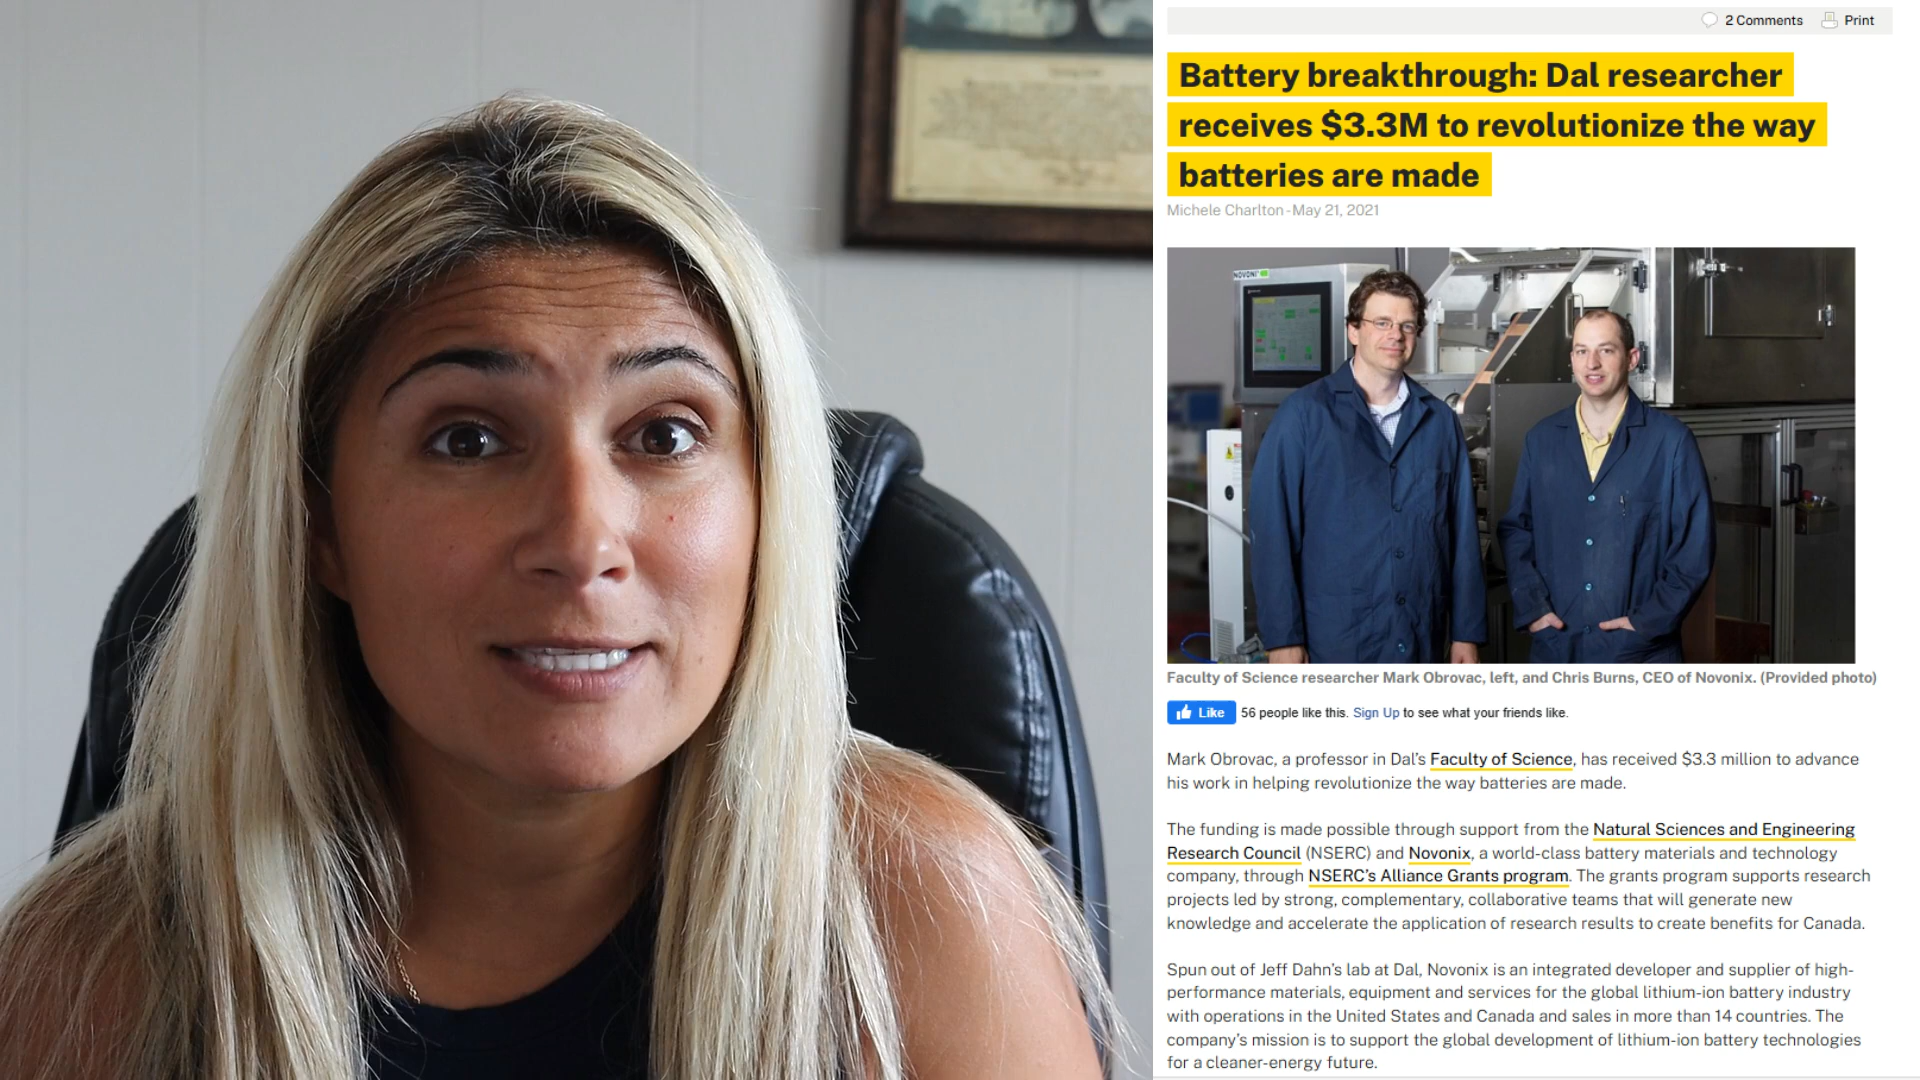 2 Comments Print
Battery breakthrough: Dal researcher
receives $3.3M to revolutionize the way
batteries are made
Michele Charlton - May 21, 2021
NOVONI
Faculty of Science researcher Mark Obrovac, left, and Chris Burns, CEO of Novonix. (Provided photo)
Like 56 people like this. Sign Up to see what your friends like.
Mark Obrovac, a professor in Dal's Faculty of Science, has received $3.3 million to advance
his work in helping revolutionize the way batteries are made.
The funding is made possible through support from the Natural Sciences and Engineering
Research Council (NSERC) and Novonix, a world-class battery materials and technology
company, through NSERC's Alliance Grants program. The grants program supports research
projects led by strong, complementary, collaborative teams that will generate new
knowledge and accelerate the application of research results to create benefits for Canada.
Spun out of Jeff Dahn's lab at Dal, Novonix is an integrated developer and supplier of high-
performance materials, equipment and services for the global lithium-ion battery industry
with operations in the United States and Canada and sales in more than 14 countries. The
company's mission is to support the global development of lithium-ion battery technologies
for a cleaner-energy future.